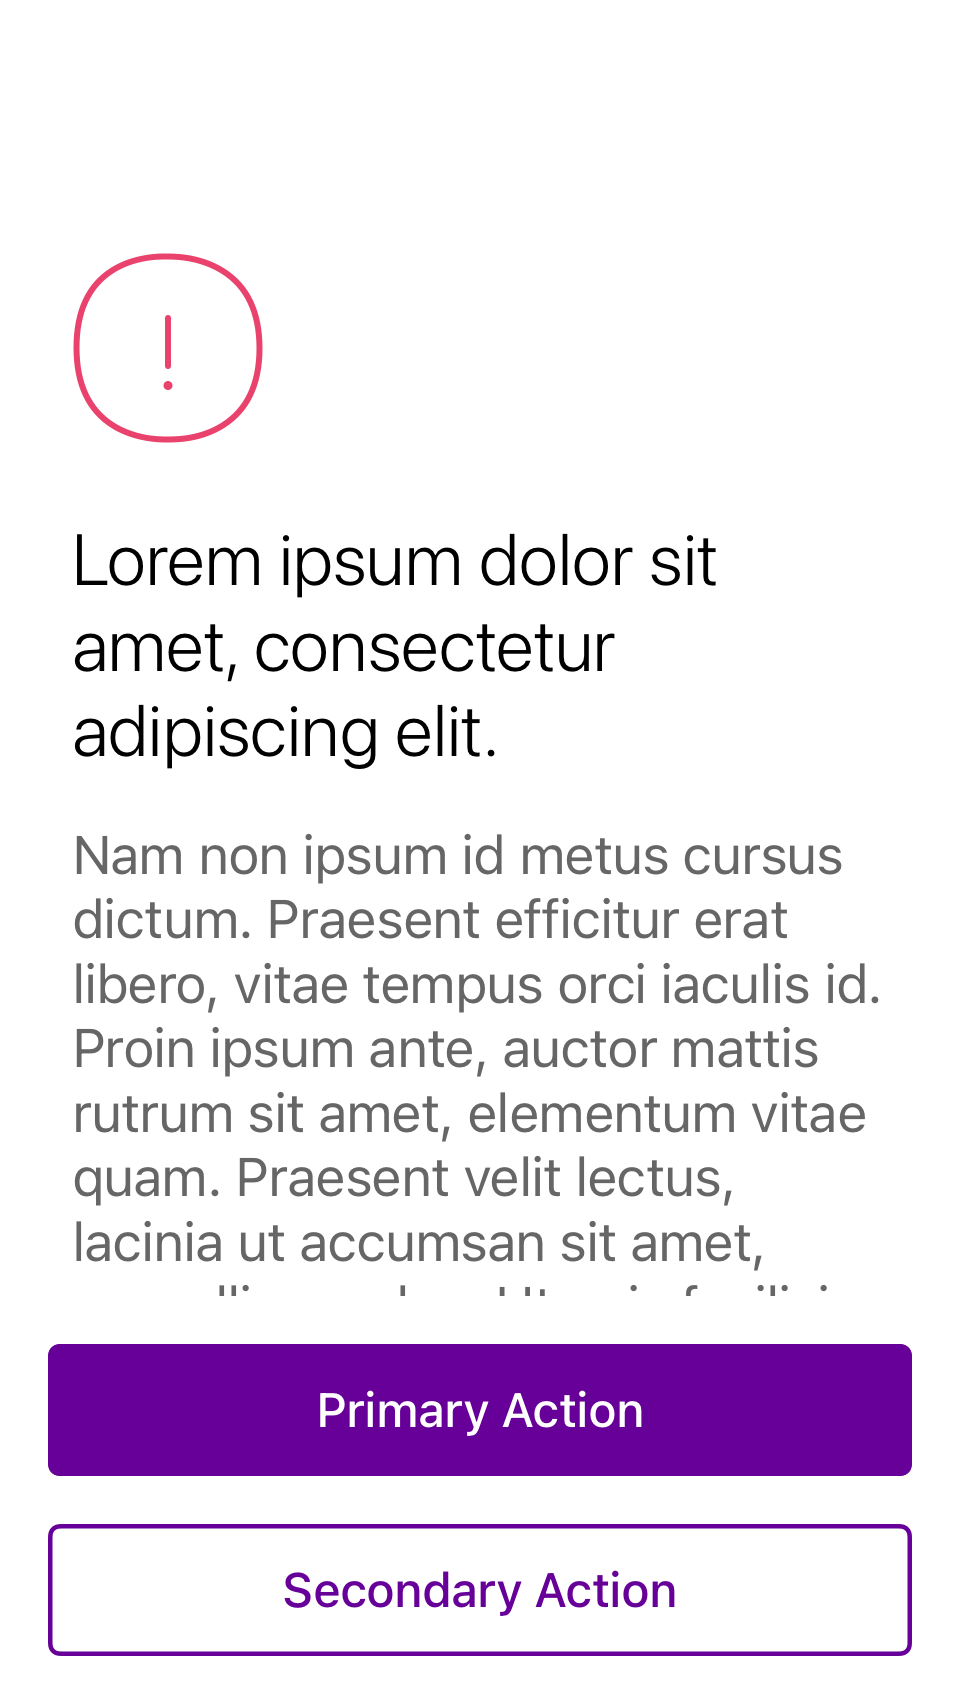 Lorem ipsum dolor sit
amet, consectetur
adipiscing elit.
Nam non ipsum id metus cursus
dictum. Praesent efficitur erat
libero, vitae tempus orci iaculis id.
Proin ipsum ante, auctor mattis
rutrum sit amet, elementum vitae
quam. Praesent velit lectus,
lacinia ut accumsan sit amet,
Primary Action
Secondary Action